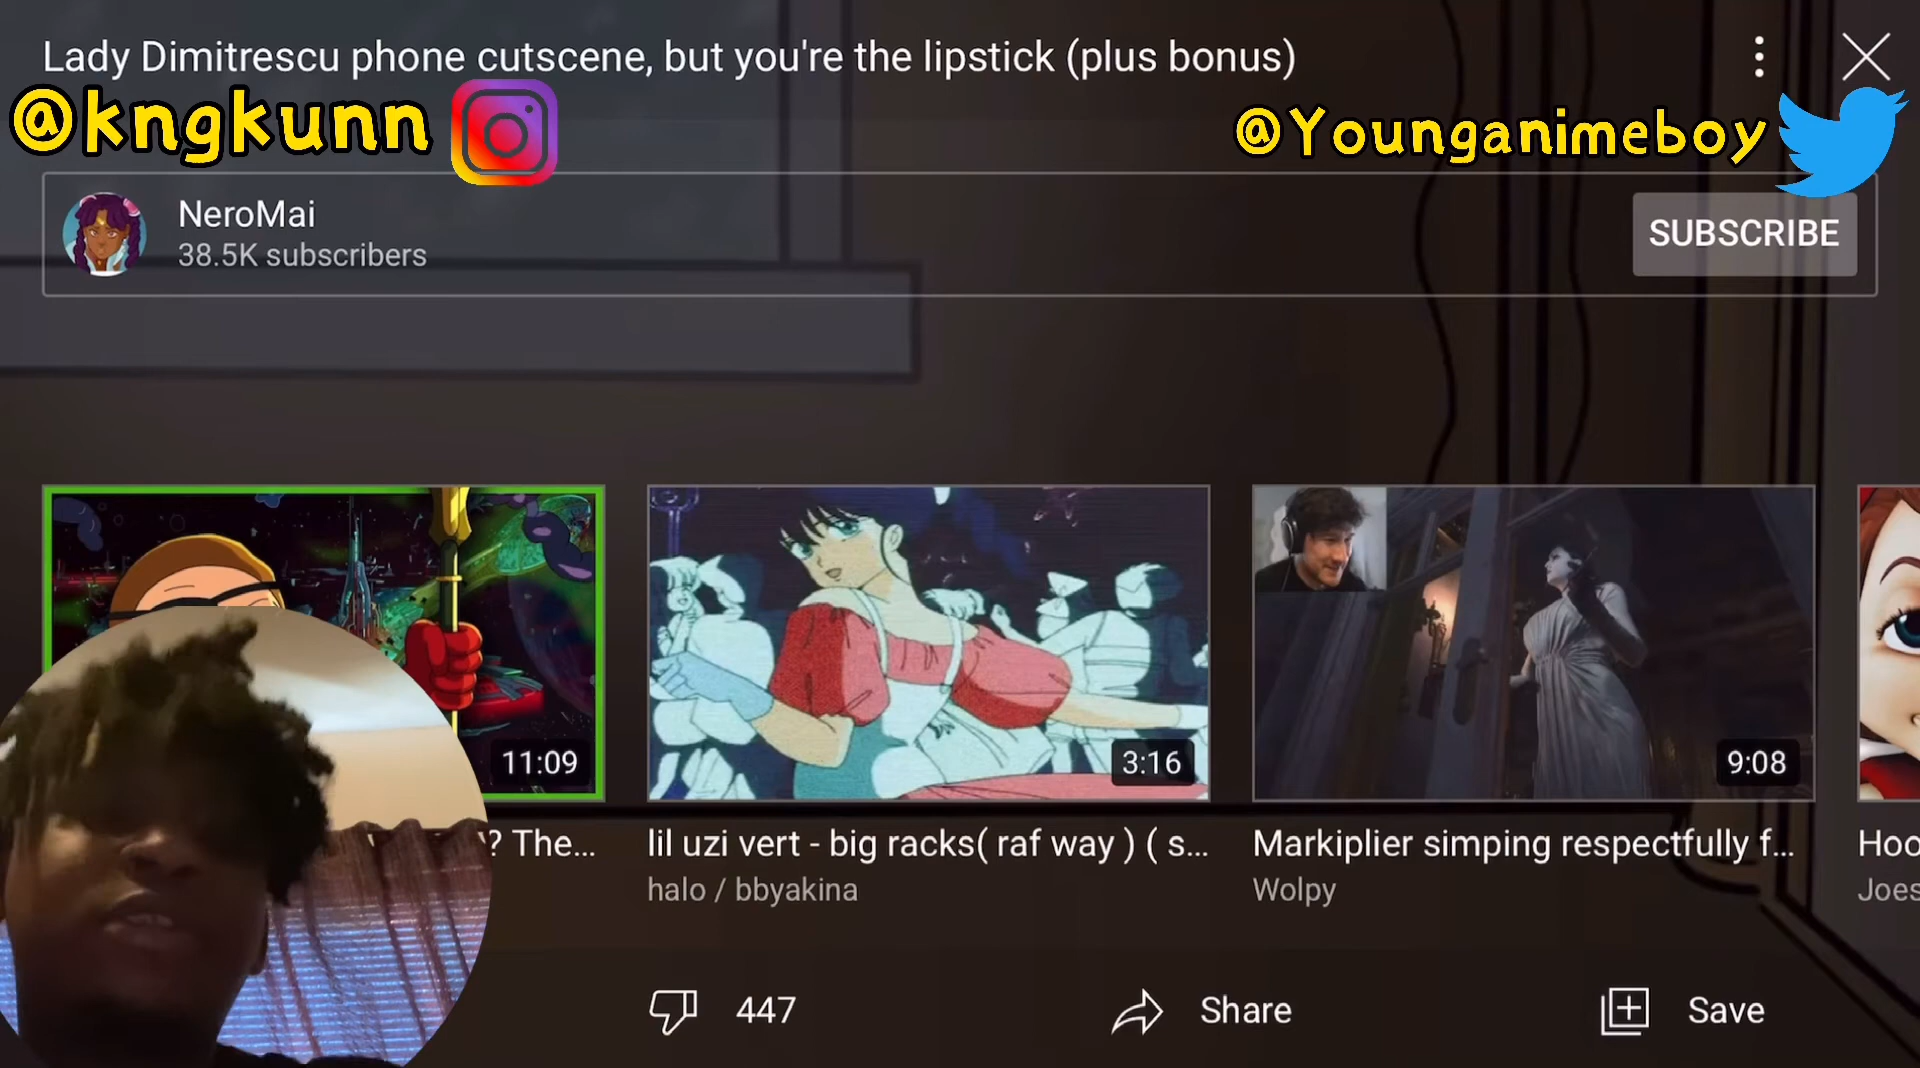 Lady Dimitrescu phone cutscene, but you're the lipstick (plus bonus)
@kngkunn
@Younganimeboy
NeroMai
38.5K subscribers
SUBSCRIBE
11:09
3:16
9:08
? The...
lil uzi vert - big racks( raf way ) ( s...
Markiplier simping respectfully f...
Hoo
halo / bbyakina
Wolpy
Joes
447
Share
Save